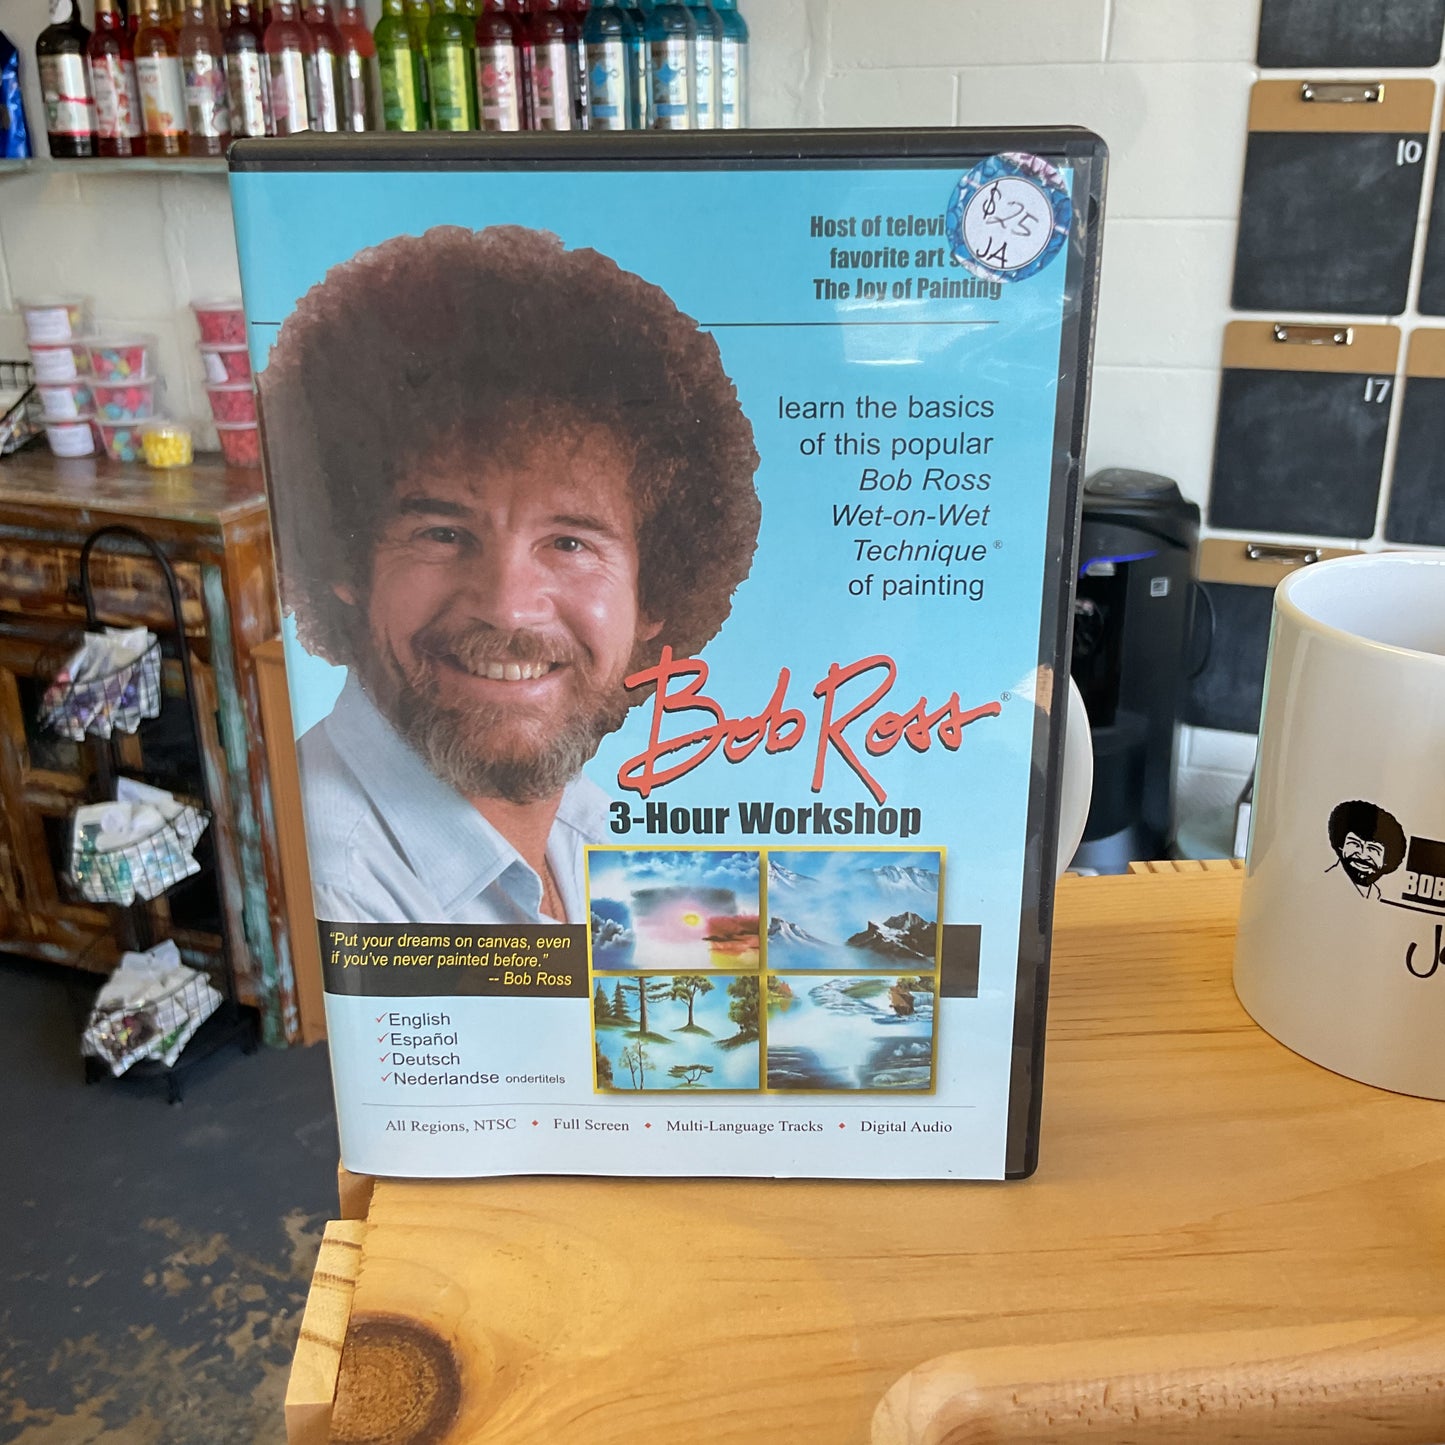 Host of televi
favorite art s
The Joy of Painting
$25
JA
learn the basics
of this popular
Bob Ross
Wet-on-Wet
Technique®
of painting
Bob Ross®
3-Hour Workshop
"Put your dreams on canvas, even
if you've never painted before."
-- Bob Ross
✓English
✓Español
✓Deutsch
✓Nederlandse ondertitels
All Regions, NTSC ♦ Full Screen ♦ Multi-Language Tracks ♦ Digital Audio
10
17
BOB